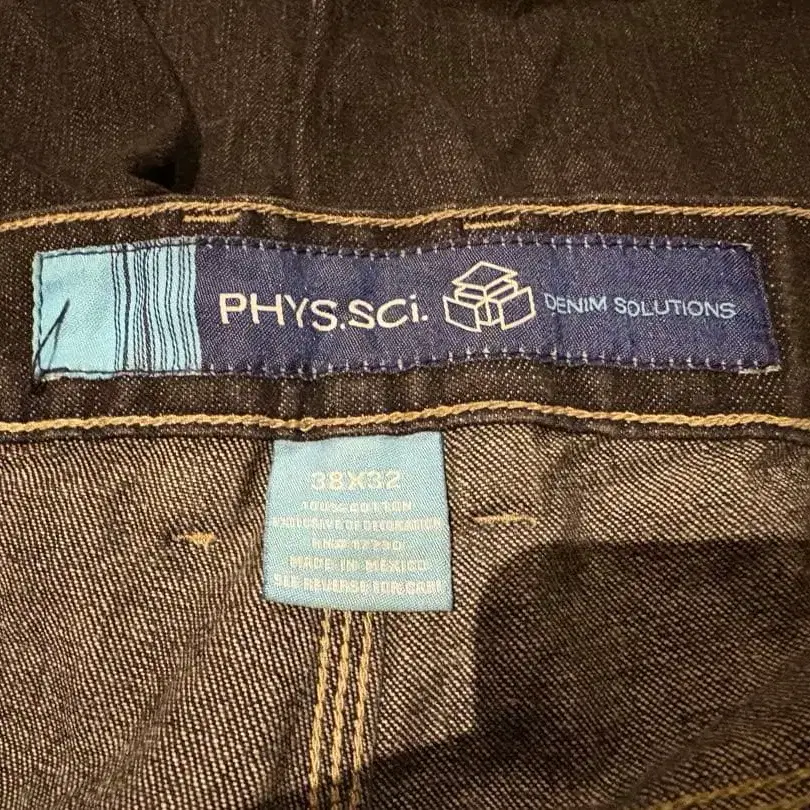 PHYS.SCi. DENIM SOLUTIONS
38X32
100% COTTON
EXCLUSIVE OF DECORATION
MADE IN MEXICO
SEE REVERSE FOR CARE